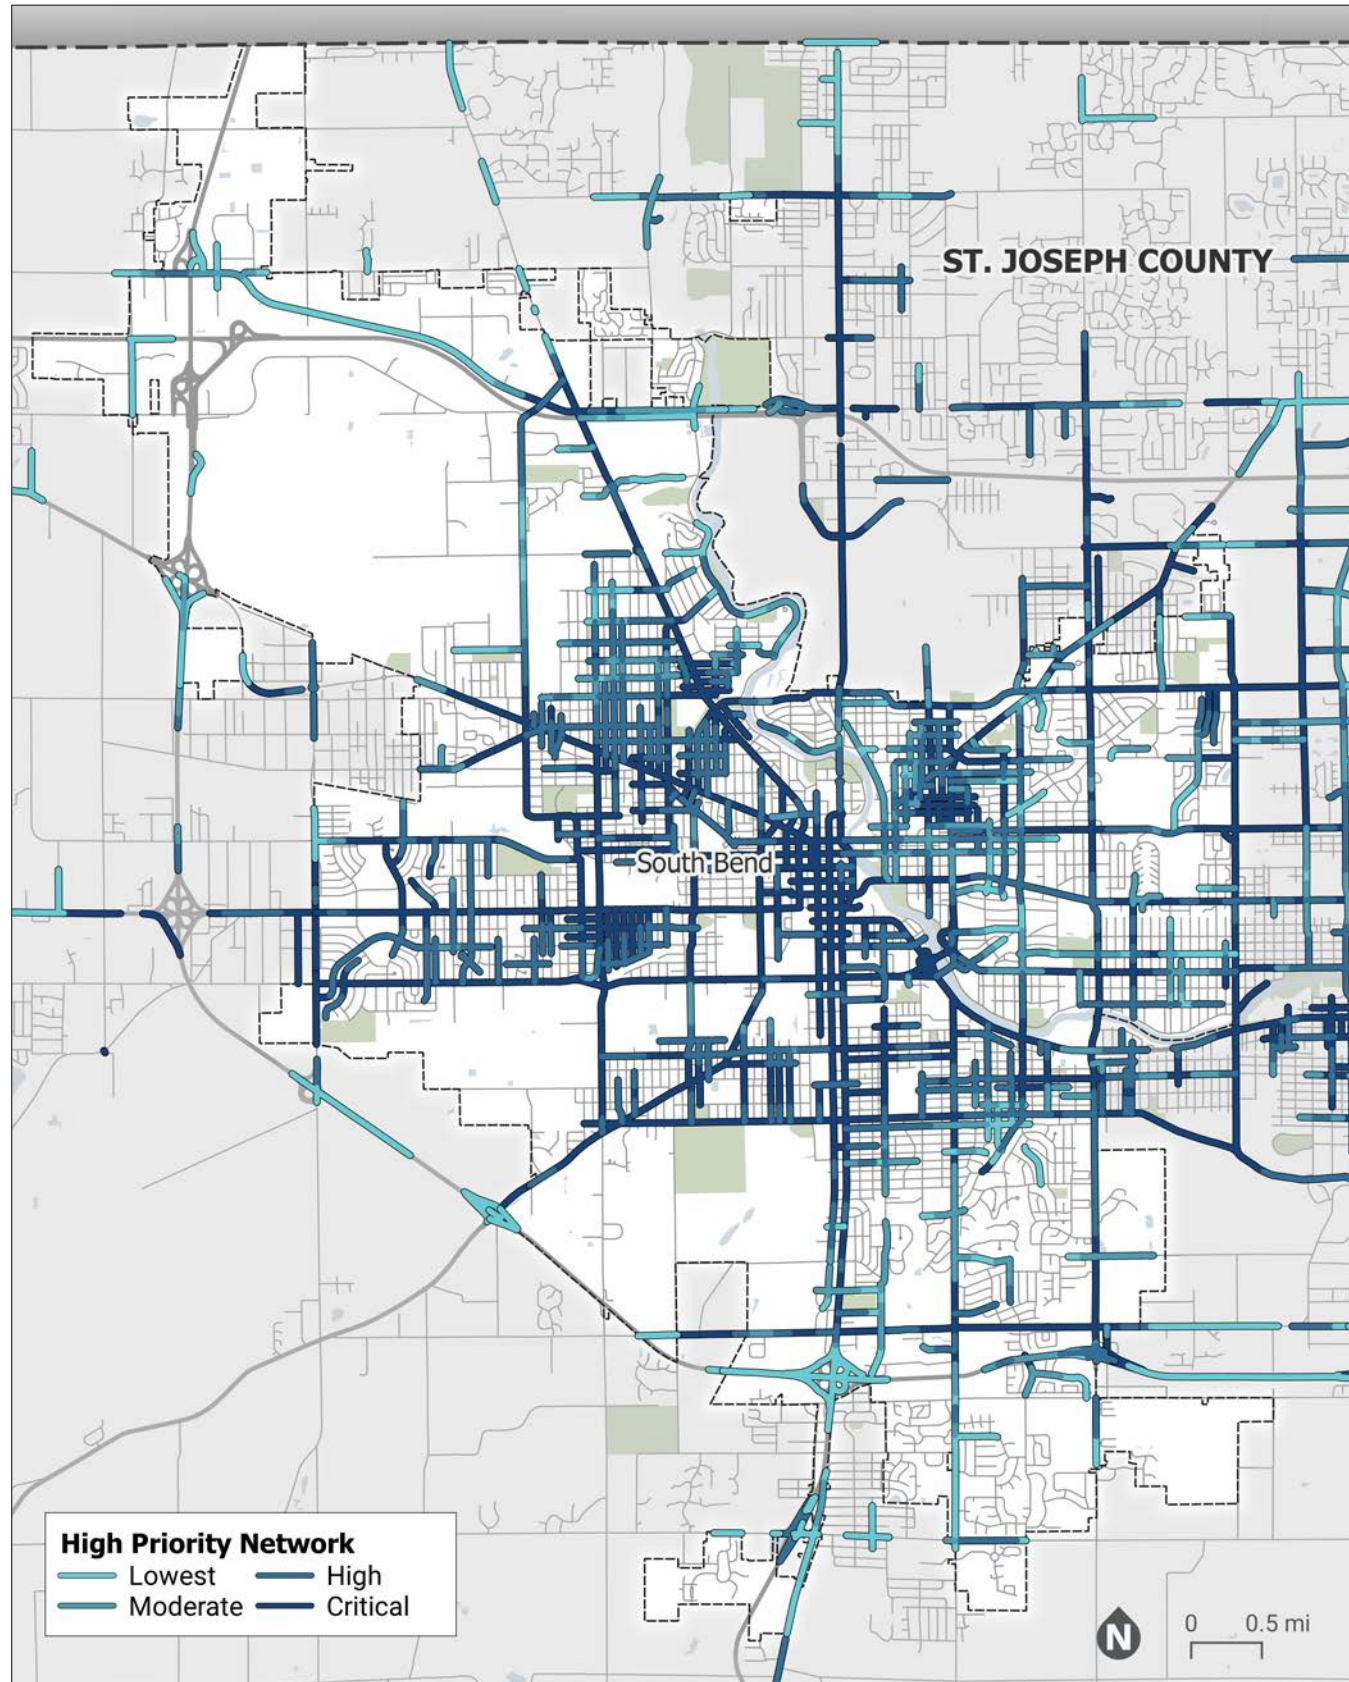 ST. JOSEPH COUNTY
South Bend
High Priority Network
Lowest High
Moderate Critical
N
0 0.5 mi